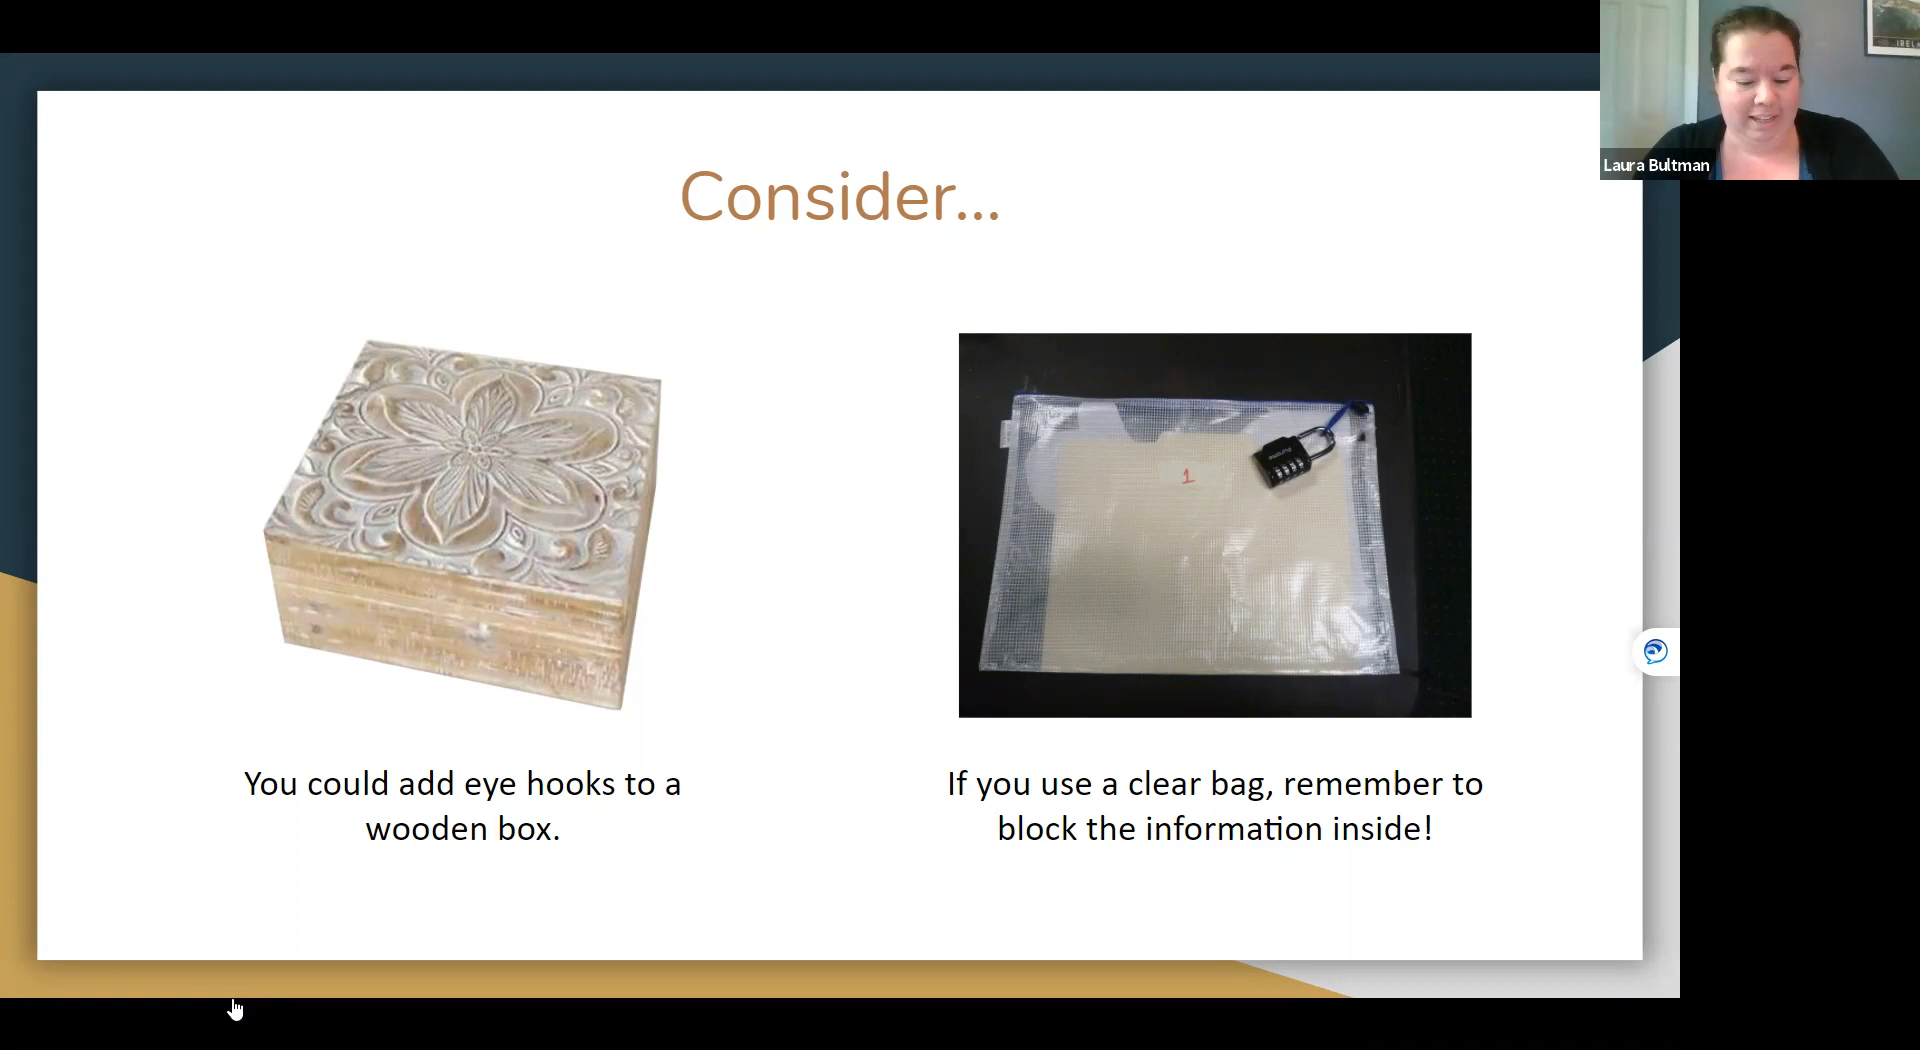 IREL
Laura Bultman
Consider...
1
You could add eye hooks to a
wooden box.
If you use a clear bag, remember to
block the information inside!